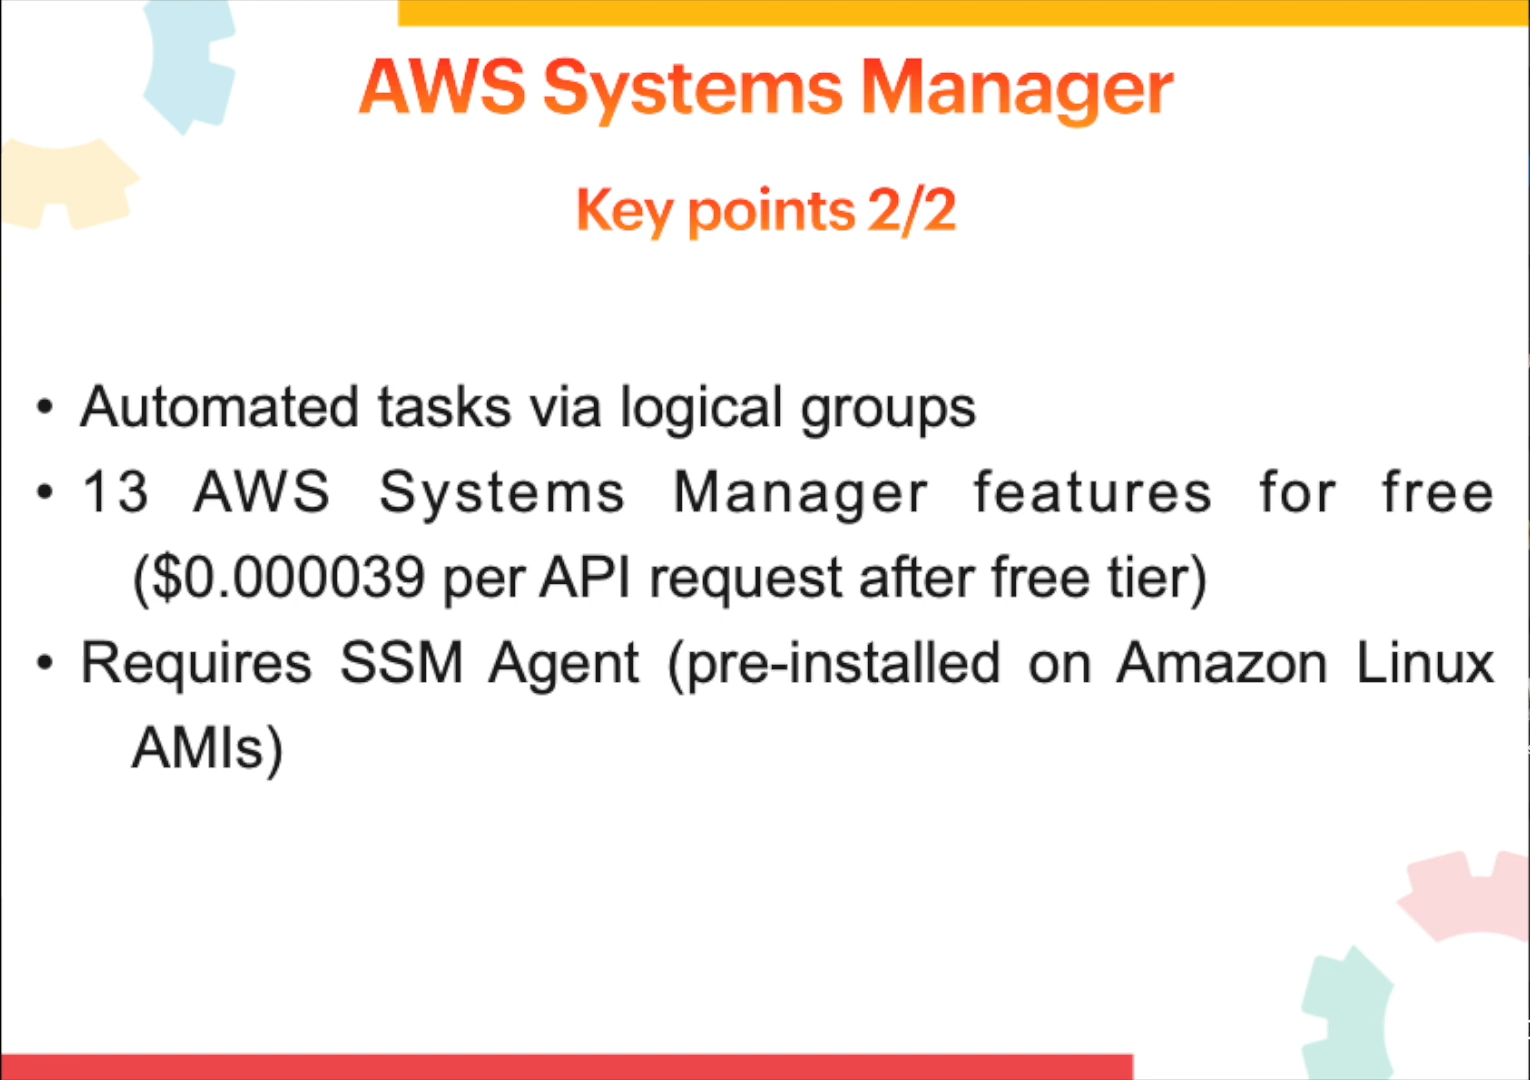 AWS Systems Manager
Key points 2/2
• Automated tasks via logical groups
• 13 AWS Systems Manager features for free
($0.000039 per API request after free tier)
• Requires SSM Agent (pre-installed on Amazon Linux
AMIs)